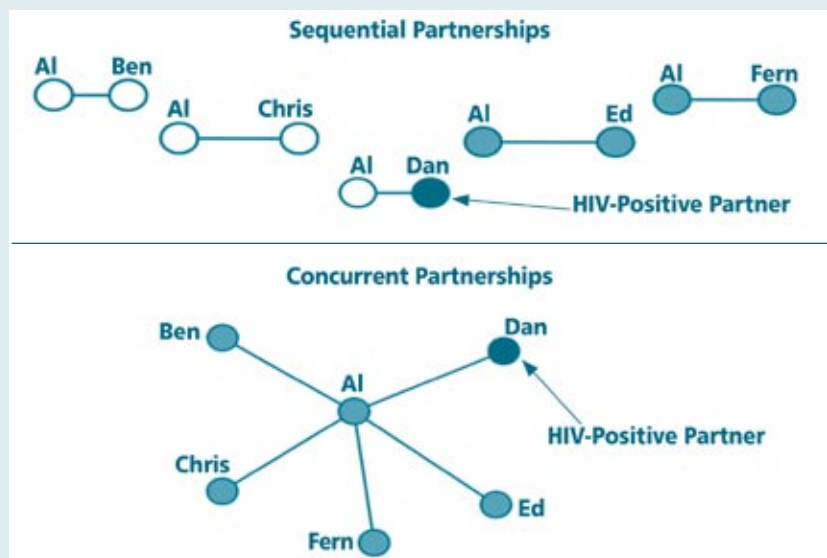 Sequential Partnerships
Al Ben
Al Chris
Al Dan
Al Ed
Al Fern
HIV-Positive Partner
Concurrent Partnerships
Ben
Dan
Al
HIV-Positive Partner
Chris
Ed
Fern